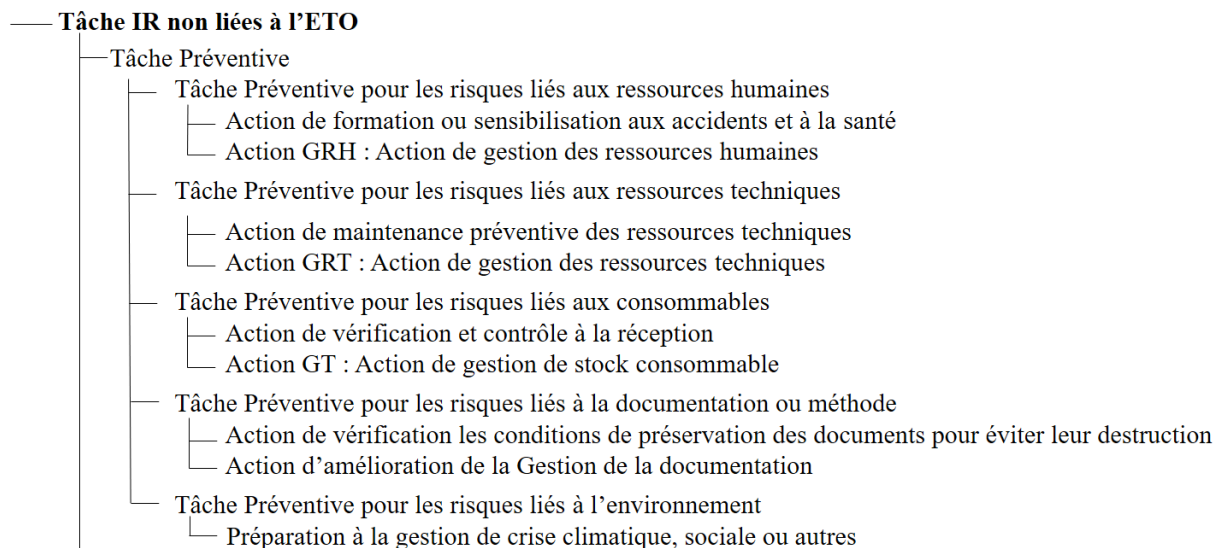 Tâche IR non liées à l’ETO
Tâche Préventive
Tâche Préventive pour les risques liés aux ressources humaines
Action de formation ou sensibilisation aux accidents et à la santé
Action GRH : Action de gestion des ressources humaines
Tâche Préventive pour les risques liés aux ressources techniques
Action de maintenance préventive des ressources techniques
Action GRT : Action de gestion des ressources techniques
Tâche Préventive pour les risques liés aux consommables
Action de vérification et contrôle à la réception
Action GT : Action de gestion de stock consommable
Tâche Préventive pour les risques liés à la documentation ou méthode
Action de vérification les conditions de préservation des documents pour éviter leur destruction
Action d’amélioration de la Gestion de la documentation
Tâche Préventive pour les risques liés à l’environnement
Préparation à la gestion de crise climatique, sociale ou autres